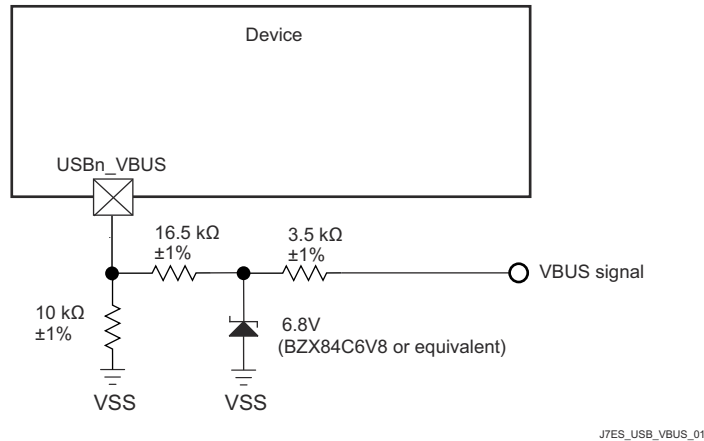 Device
USBn_VBUS
16.5 kΩ
±1%
3.5 kΩ
±1%
VBUS signal
10 kΩ
±1%
6.8V
(BZX84C6V8 or equivalent)
VSS
VSS
J7ES_USB_VBUS_01